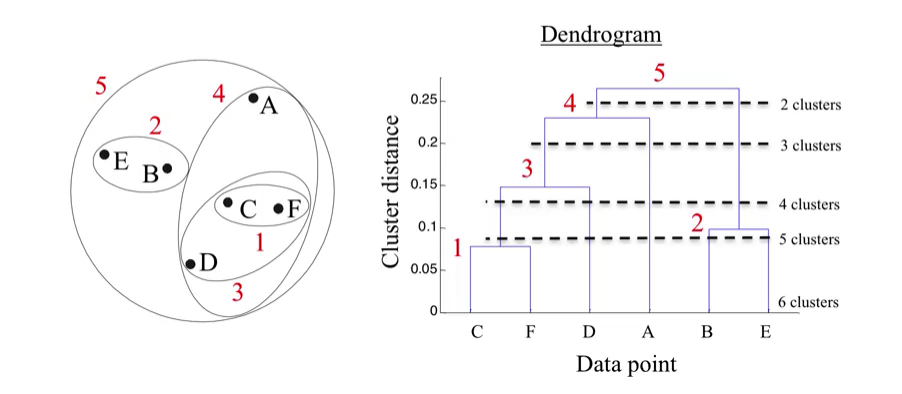 Dendrogram
5
4
A
2
E
B
C
F
1
D
3
Cluster distance
0.25
0.2
0.15
0.1
0.05
0
5
4
3
2
1
2 clusters
3 clusters
4 clusters
5 clusters
6 clusters
C F D A B E
Data point